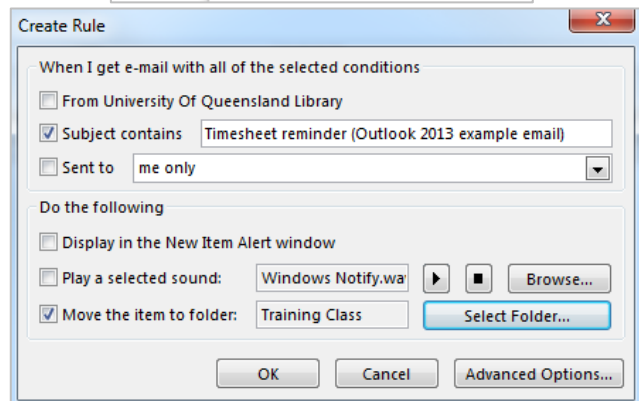 Create Rule
When I get e-mail with all of the selected conditions
From University Of Queensland Library
Subject contains Timesheet reminder (Outlook 2013 example email)
Sent to me only
Do the following
Display in the New Item Alert window
Play a selected sound: Windows Notify.wa Browse...
Move the item to folder: Training Class Select Folder...
OK Cancel Advanced Options...